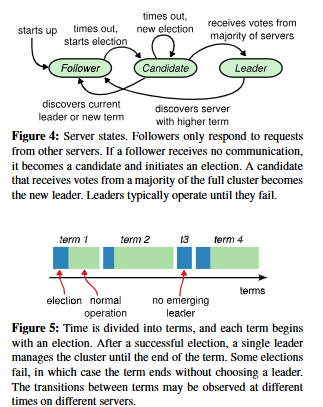 starts up
times out,
starts election
times out,
new election
receives votes from
majority of servers
Follower
Candidate
Leader
discovers current
leader or new term
discovers server
with higher term
Figure 4: Server states. Followers only respond to requests
from other servers. If a follower receives no communication,
it becomes a candidate and initiates an election. A candidate
that receives votes from a majority of the full cluster becomes
the new leader. Leaders typically operate until they fail.
term 1
term 2
t3
term 4
election
normal
operation
no emerging
leader
terms
Figure 5: Time is divided into terms, and each term begins
with an election. After a successful election, a single leader
manages the cluster until the end of the term. Some elections
fail, in which case the term ends without choosing a leader.
The transitions between terms may be observed at different
times on different servers.